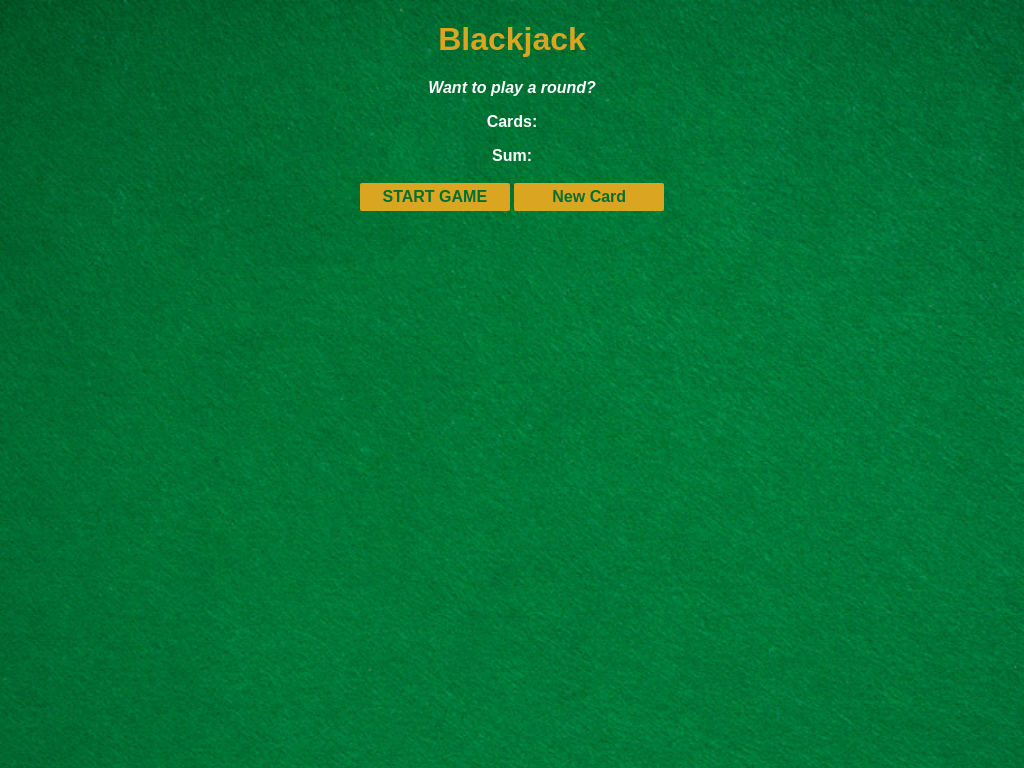 Blackjack
Want to play a round?
Cards:
Sum:
START GAME New Card